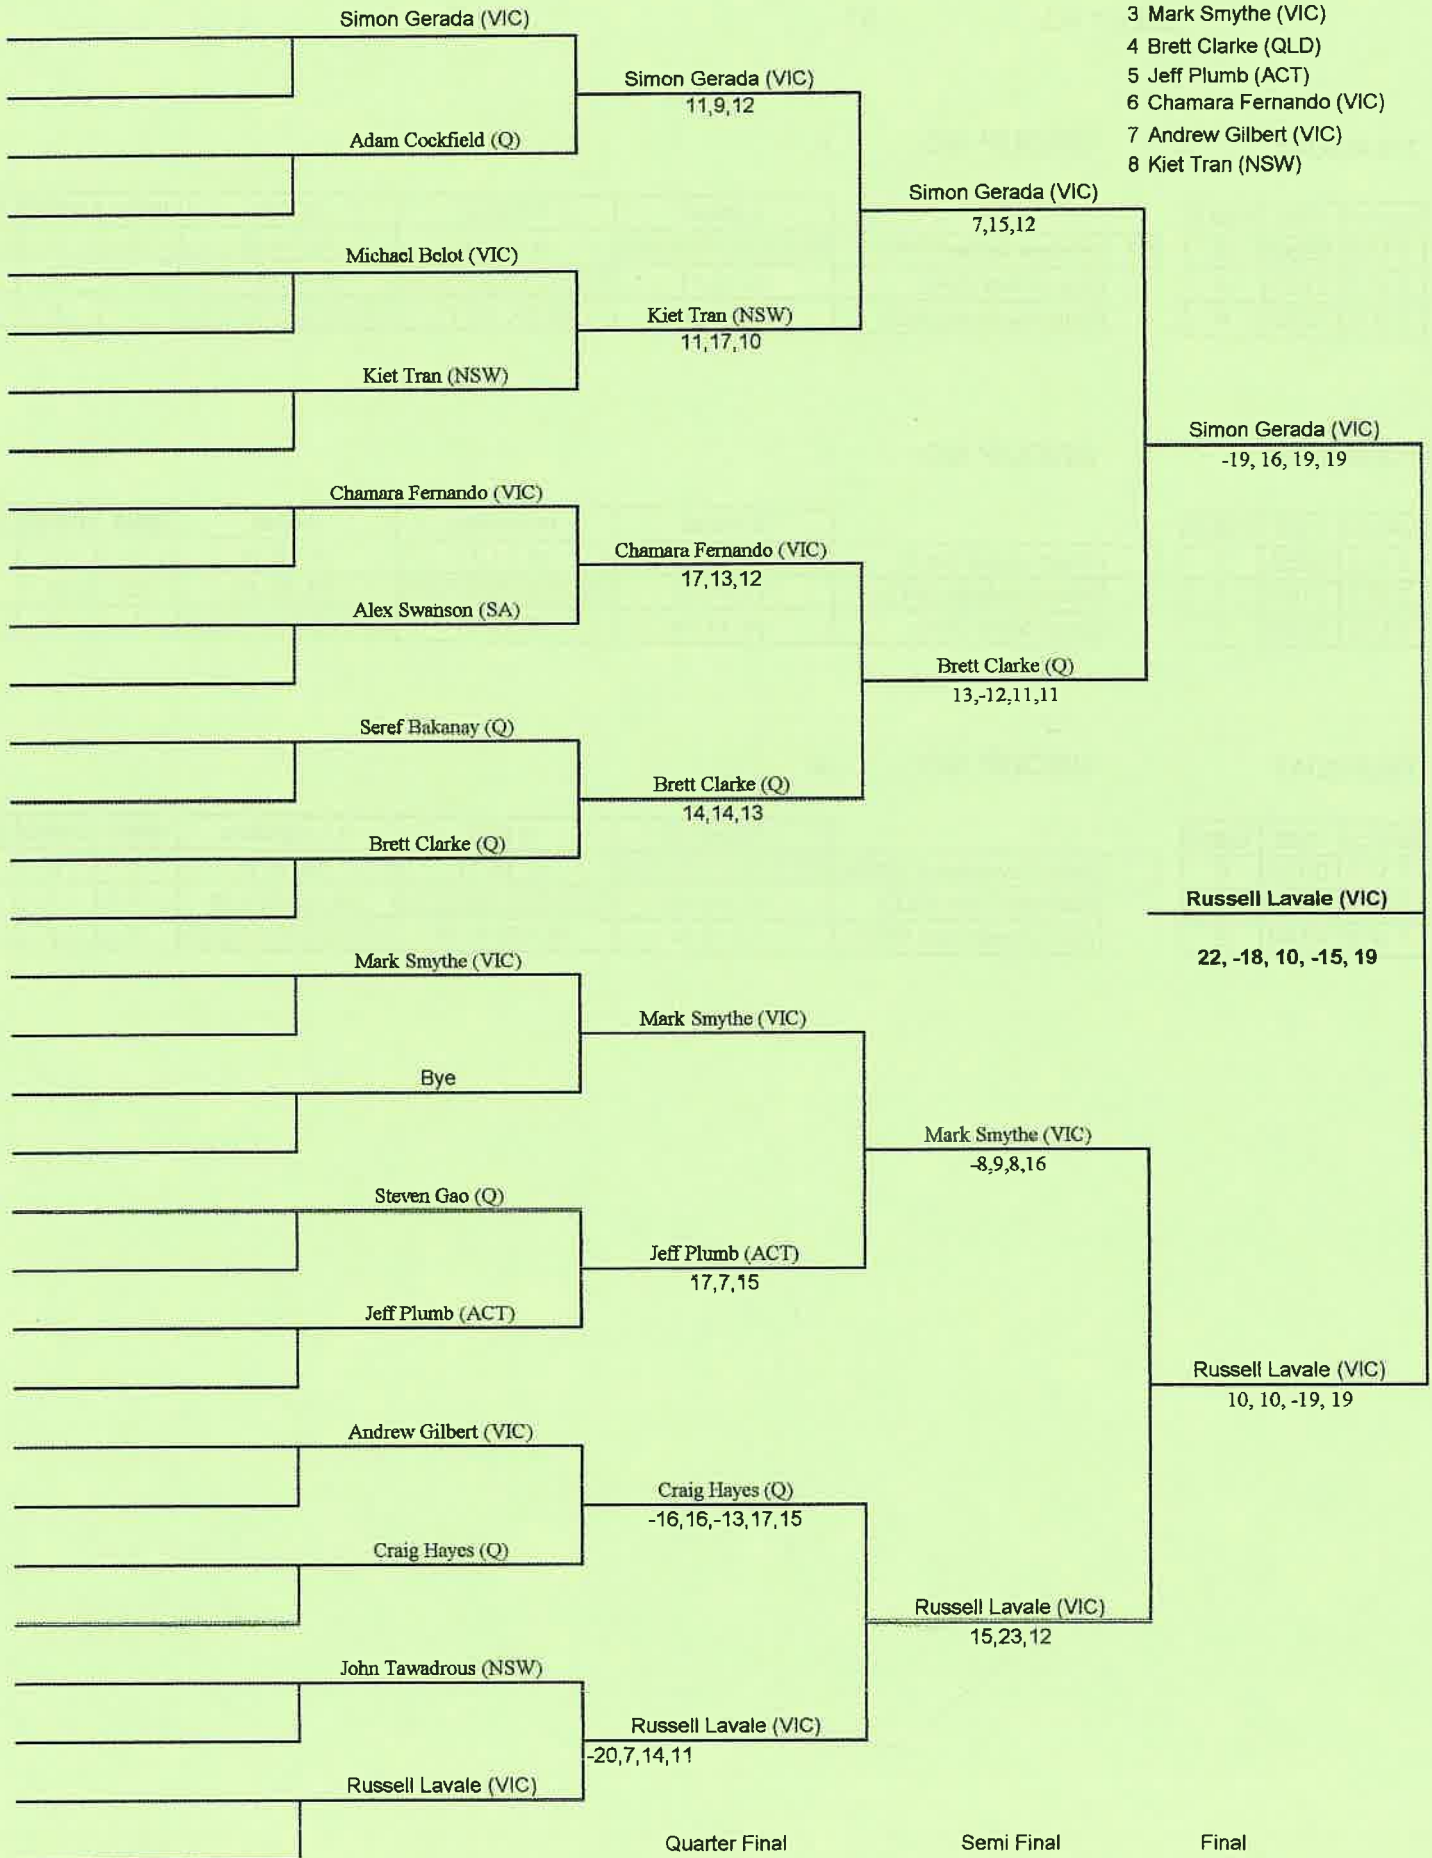 Simon Gerada (VIC)
3 Mark Smythe (VIC)
4 Brett Clarke (QLD)
5 Jeff Plumb (ACT)
6 Chamara Fernando (VIC)
7 Andrew Gilbert (VIC)
8 Kiet Tran (NSW)
Simon Gerada (VIC)
11,9,12
Adam Cockfield (Q)
Simon Gerada (VIC)
7,15,12
Michael Belot (VIC)
Kiet Tran (NSW)
11,17,10
Kiet Tran (NSW)
Simon Gerada (VIC)
-19, 16, 19, 19
Chamara Fernando (VIC)
Chamara Fernando (VIC)
17,13,12
Alex Swanson (SA)
Brett Clarke (Q)
13,-12,11,11
Seref Bakanay (Q)
Brett Clarke (Q)
14,14,13
Brett Clarke (Q)
Russell Lavale (VIC)
22, -18, 10, -15, 19
Mark Smythe (VIC)
Mark Smythe (VIC)
Bye
Mark Smythe (VIC)
-8,9,8,16
Steven Gao (Q)
Jeff Plumb (ACT)
17,7,15
Jeff Plumb (ACT)
Russell Lavale (VIC)
10, 10, -19, 19
Andrew Gilbert (VIC)
Craig Hayes (Q)
-16,16,-13,17,15
Craig Hayes (Q)
Russell Lavale (VIC)
15,23,12
John Tawadrous (NSW)
Russell Lavale (VIC)
-20,7,14,11
Russell Lavale (VIC)
Quarter Final
Semi Final
Final